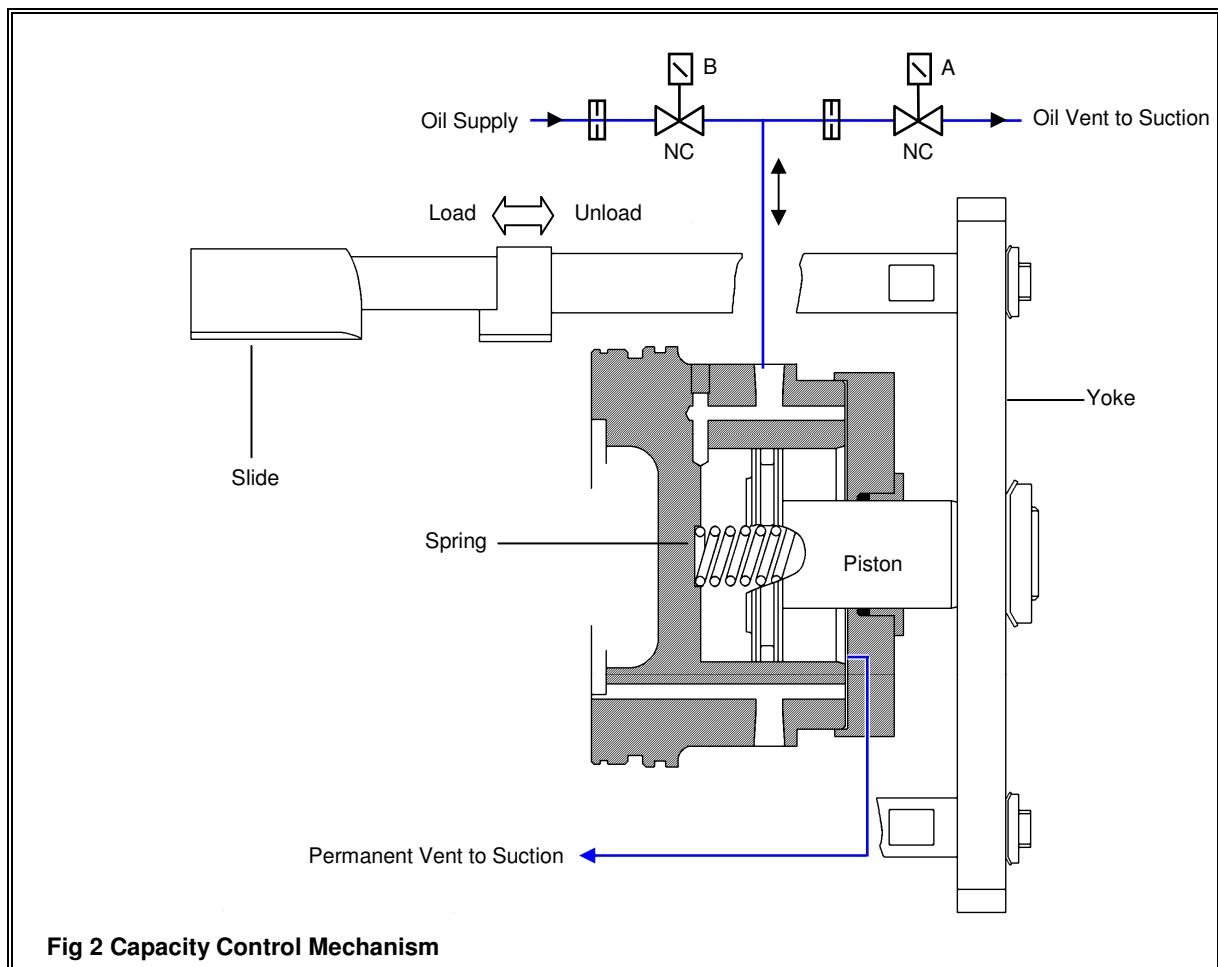 B
A
Oil Supply
Oil Vent to Suction
NC
NC
Load
Unload
Yoke
Slide
Spring
Piston
Permanent Vent to Suction
Fig 2 Capacity Control Mechanism